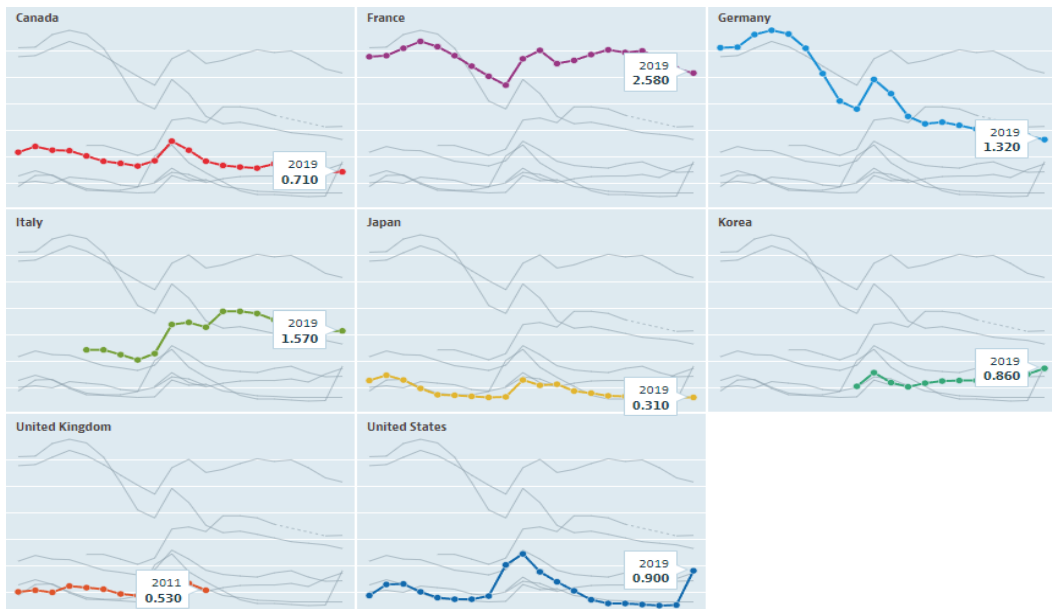 Canada
2019
0.710
France
2019
2.580
Germany
2019
1.320
Italy
2019
1.570
Japan
2019
0.310
Korea
2019
0.860
United Kingdom
2011
0.530
United States
2019
0.900